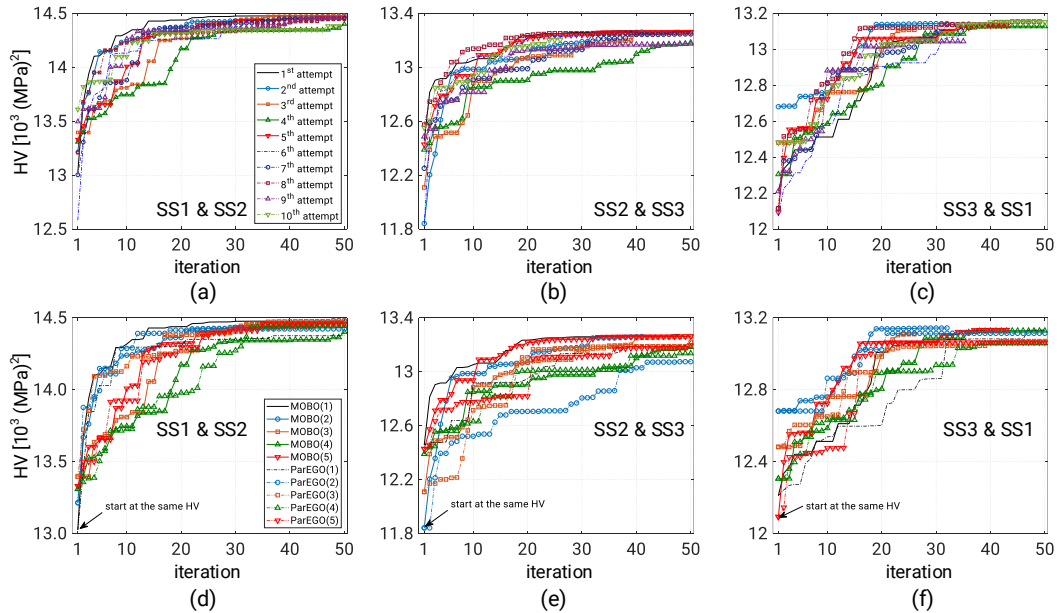 HV [10³ (MPa)²]
14.5
14
13.5
13
12.5
1 10 20 30 40 50
iteration
(a)
SS1 & SS2
1st attempt
2nd attempt
3rd attempt
4th attempt
5th attempt
6th attempt
7th attempt
8th attempt
9th attempt
10th attempt
13.4
13
12.6
12.2
11.8
1 10 20 30 40 50
iteration
(b)
SS2 & SS3
13.2
12.8
12.4
12
1 10 20 30 40 50
iteration
(c)
SS3 & SS1
HV [10³ (MPa)²]
14.5
14.0
13.5
13.0
1 10 20 30 40 50
iteration
(d)
SS1 & SS2
MOBO(1)
MOBO(2)
MOBO(3)
MOBO(4)
MOBO(5)
ParEGO(1)
ParEGO(2)
ParEGO(3)
ParEGO(4)
ParEGO(5)
start at the same HV
13.4
13
12.6
12.2
11.8
1 10 20 30 40 50
iteration
(e)
SS2 & SS3
start at the same HV
13.2
12.8
12.4
12
1 10 20 30 40 50
iteration
(f)
SS3 & SS1
start at the same HV